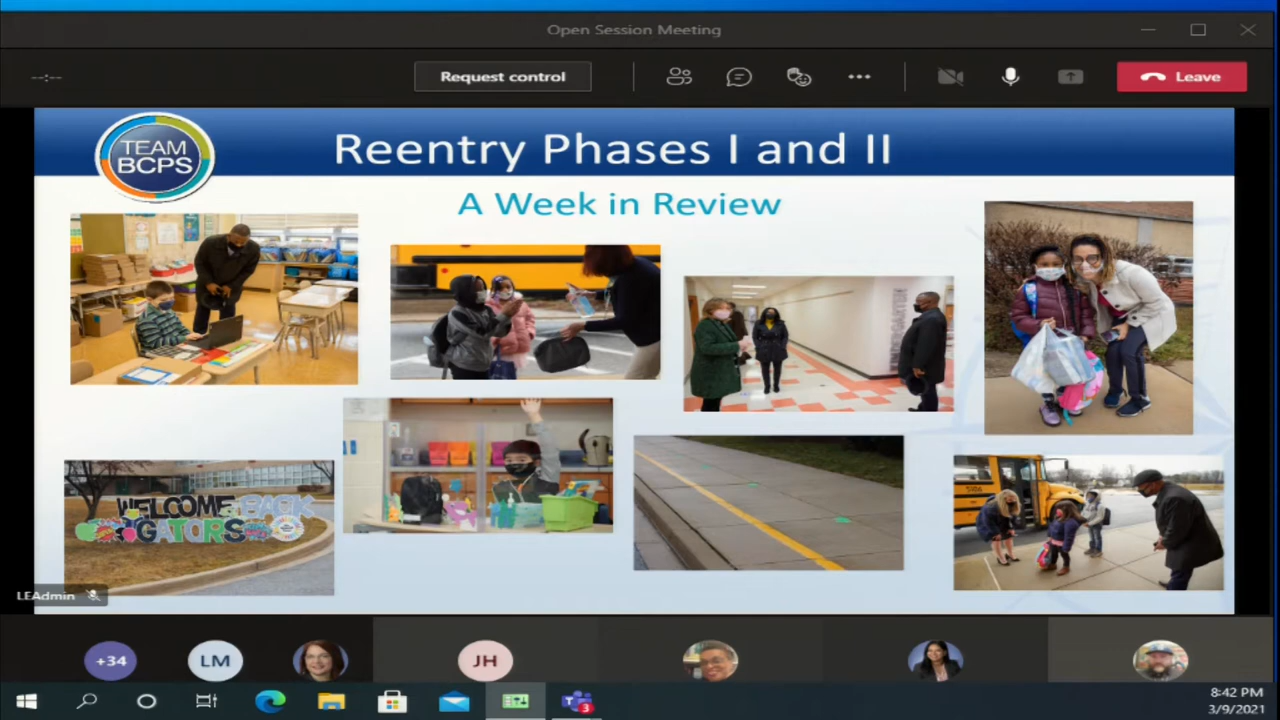 Open Session Meeting
--:--
Request control
Leave
TEAM
BCPS
Reentry Phases I and II
A Week in Review
WELCOME BACK
GATORS
LEAdmin
+34
LM
JH
3
8:42 PM
3/9/2021